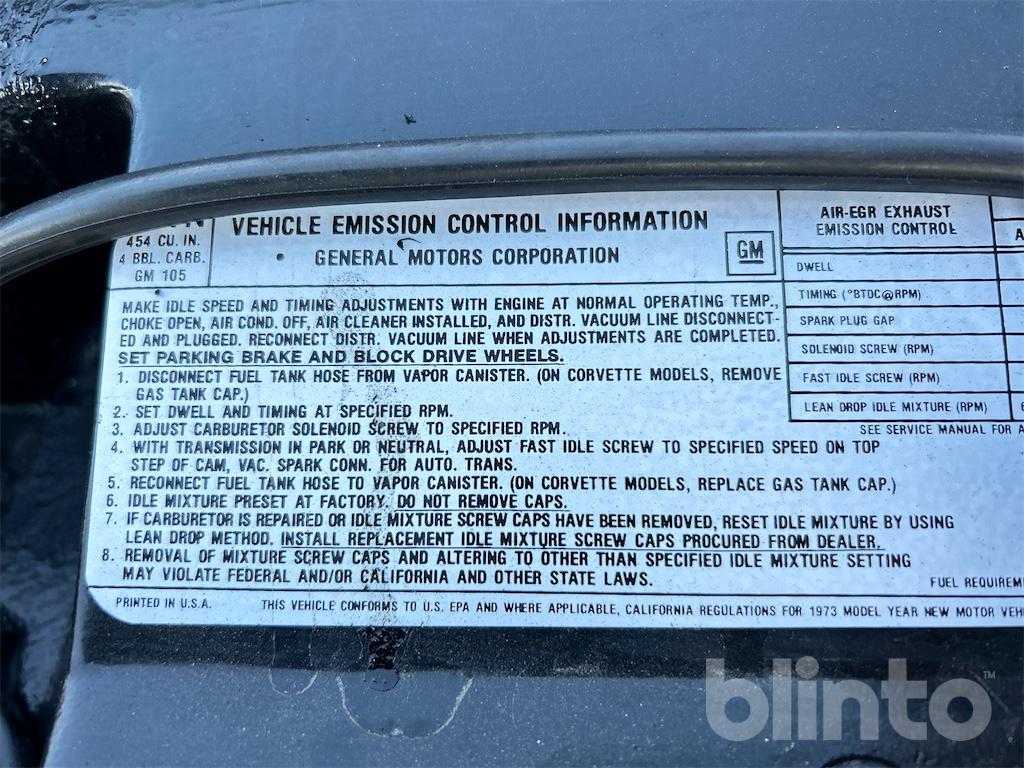 454 CU. IN.
4 BBL. CARB.
GM 105
VEHICLE EMISSION CONTROL INFORMATION
GENERAL MOTORS CORPORATION
GM
AIR-EGR EXHAUST
EMISSION CONTROL
DWELL
TIMING (°BTDC@RPM)
SPARK PLUG GAP
SOLENOID SCREW (RPM)
FAST IDLE SCREW (RPM)
LEAN DROP IDLE MIXTURE (RPM)
SEE SERVICE MANUAL FOR A
MAKE IDLE SPEED AND TIMING ADJUSTMENTS WITH ENGINE AT NORMAL OPERATING TEMP.,
CHOKE OPEN, AIR COND. OFF, AIR CLEANER INSTALLED, AND DISTR. VACUUM LINE DISCONNECT-
ED AND PLUGGED. RECONNECT DISTR. VACUUM LINE WHEN ADJUSTMENTS ARE COMPLETED.
SET PARKING BRAKE AND BLOCK DRIVE WHEELS.
1. DISCONNECT FUEL TANK HOSE FROM VAPOR CANISTER. (ON CORVETTE MODELS, REMOVE
GAS TANK CAP.)
2. SET DWELL AND TIMING AT SPECIFIED RPM.
3. ADJUST CARBURETOR SOLENOID SCREW TO SPECIFIED RPM.
4. WITH TRANSMISSION IN PARK OR NEUTRAL, ADJUST FAST IDLE SCREW TO SPECIFIED SPEED ON TOP
STEP OF CAM, VAC. SPARK CONN. FOR AUTO. TRANS.
5. RECONNECT FUEL TANK HOSE TO VAPOR CANISTER. (ON CORVETTE MODELS, REPLACE GAS TANK CAP.)
6. IDLE MIXTURE PRESET AT FACTORY. DO NOT REMOVE CAPS.
7. IF CARBURETOR IS REPAIRED OR IDLE MIXTURE SCREW CAPS HAVE BEEN REMOVED, RESET IDLE MIXTURE BY USING
LEAN DROP METHOD. INSTALL REPLACEMENT IDLE MIXTURE SCREW CAPS PROCURED FROM DEALER.
8. REMOVAL OF MIXTURE SCREW CAPS AND ALTERING TO OTHER THAN SPECIFIED IDLE MIXTURE SETTING
MAY VIOLATE FEDERAL AND/OR CALIFORNIA AND OTHER STATE LAWS.
FUEL REQUIREME
PRINTED IN U.S.A.
THIS VEHICLE CONFORMS TO U.S. EPA AND WHERE APPLICABLE, CALIFORNIA REGULATIONS FOR 1973 MODEL YEAR NEW MOTOR VEH
blinto™